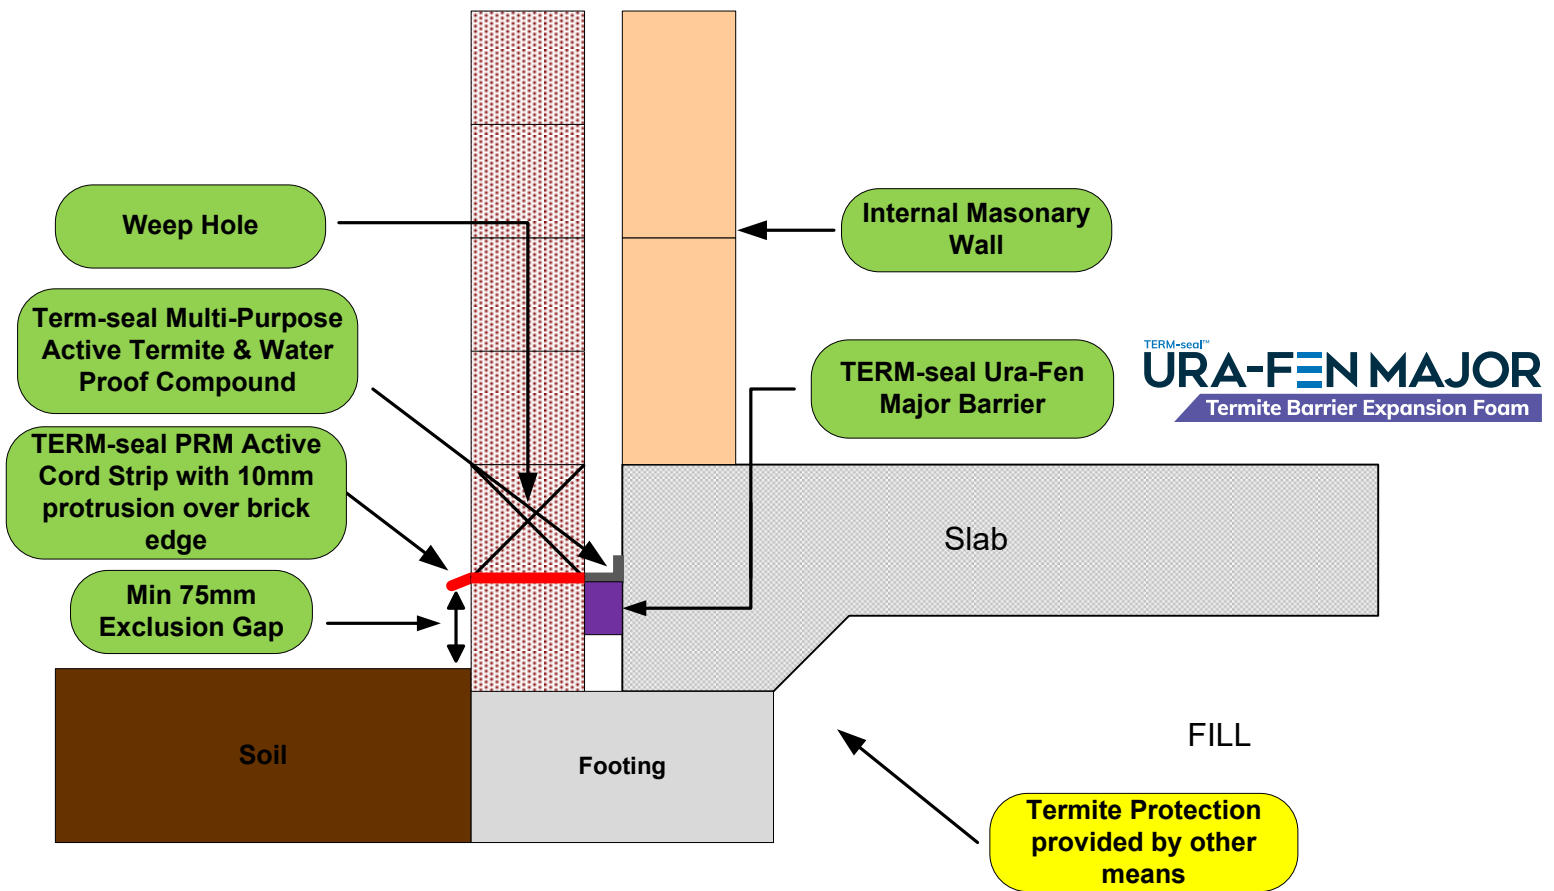 Weep Hole
Term-seal Multi-Purpose
Active Termite & Water
Proof Compound
TERM-seal PRM Active
Cord Strip with 10mm
protrusion over brick
edge
Min 75mm
Exclusion Gap
Internal Masonary
Wall
TERM-seal Ura-Fen
Major Barrier
TERM-seal™
URA-FEN MAJOR
Termite Barrier Expansion Foam
Slab
Soil
Footing
FILL
Termite Protection
provided by other
means